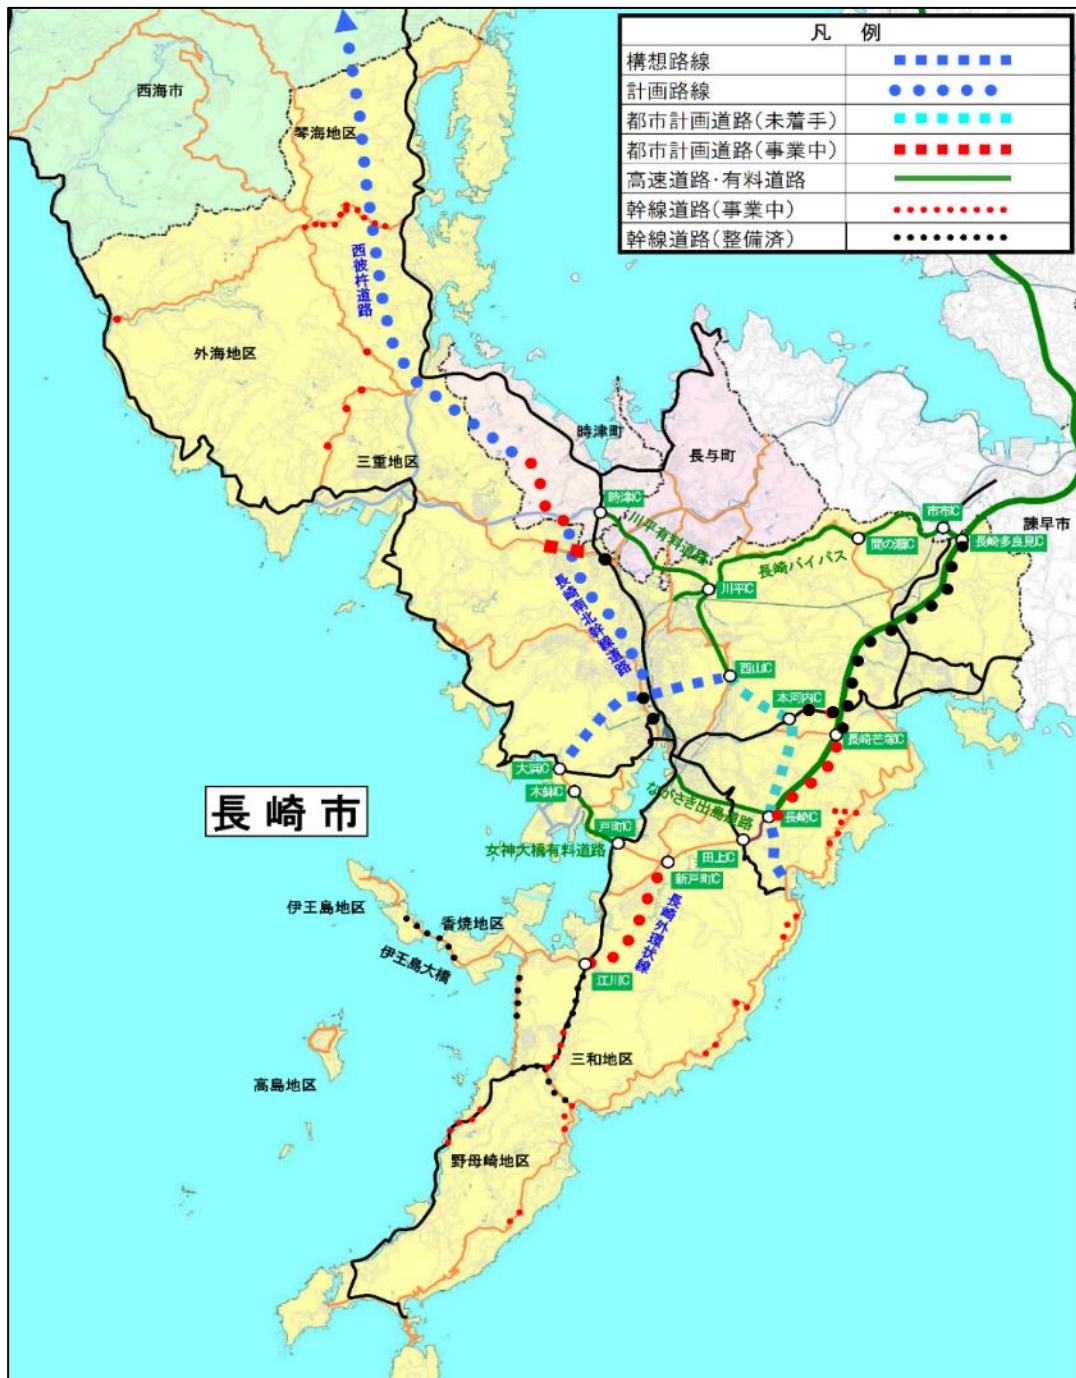 凡 例
構想路線
計画路線
都市計画道路(未着手)
都市計画道路(事業中)
高速道路・有料道路
幹線道路(事業中)
幹線道路(整備済)
西海市
琴海地区
西彼杵道路
外海地区
時津町
長与町
三重地区
時津IC
川平有料道路
市布IC
諫早市
間の瀬IC
長崎多良見IC
長崎バイパス
川平IC
長崎南北幹線道路
西山IC
本河内IC
長崎芒塚IC
大浜IC
木鉢IC
ながさき出島道路
長崎市
長崎IC
戸町IC
女神大橋有料道路
田上IC
新戸町IC
長崎外環状線
伊王島地区
香焼地区
伊王島大橋
江川IC
三和地区
高島地区
野母崎地区